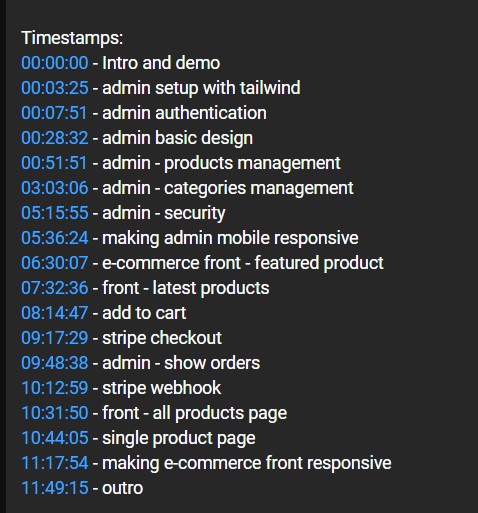 Timestamps:
00:00:00 - Intro and demo
00:03:25 - admin setup with tailwind
00:07:51 - admin authentication
00:28:32 - admin basic design
00:51:51 - admin - products management
03:03:06 - admin - categories management
05:15:55 - admin - security
05:36:24 - making admin mobile responsive
06:30:07 - e-commerce front - featured product
07:32:36 - front - latest products
08:14:47 - add to cart
09:17:29 - stripe checkout
09:48:38 - admin - show orders
10:12:59 - stripe webhook
10:31:50 - front - all products page
10:44:05 - single product page
11:17:54 - making e-commerce front responsive
11:49:15 - outro